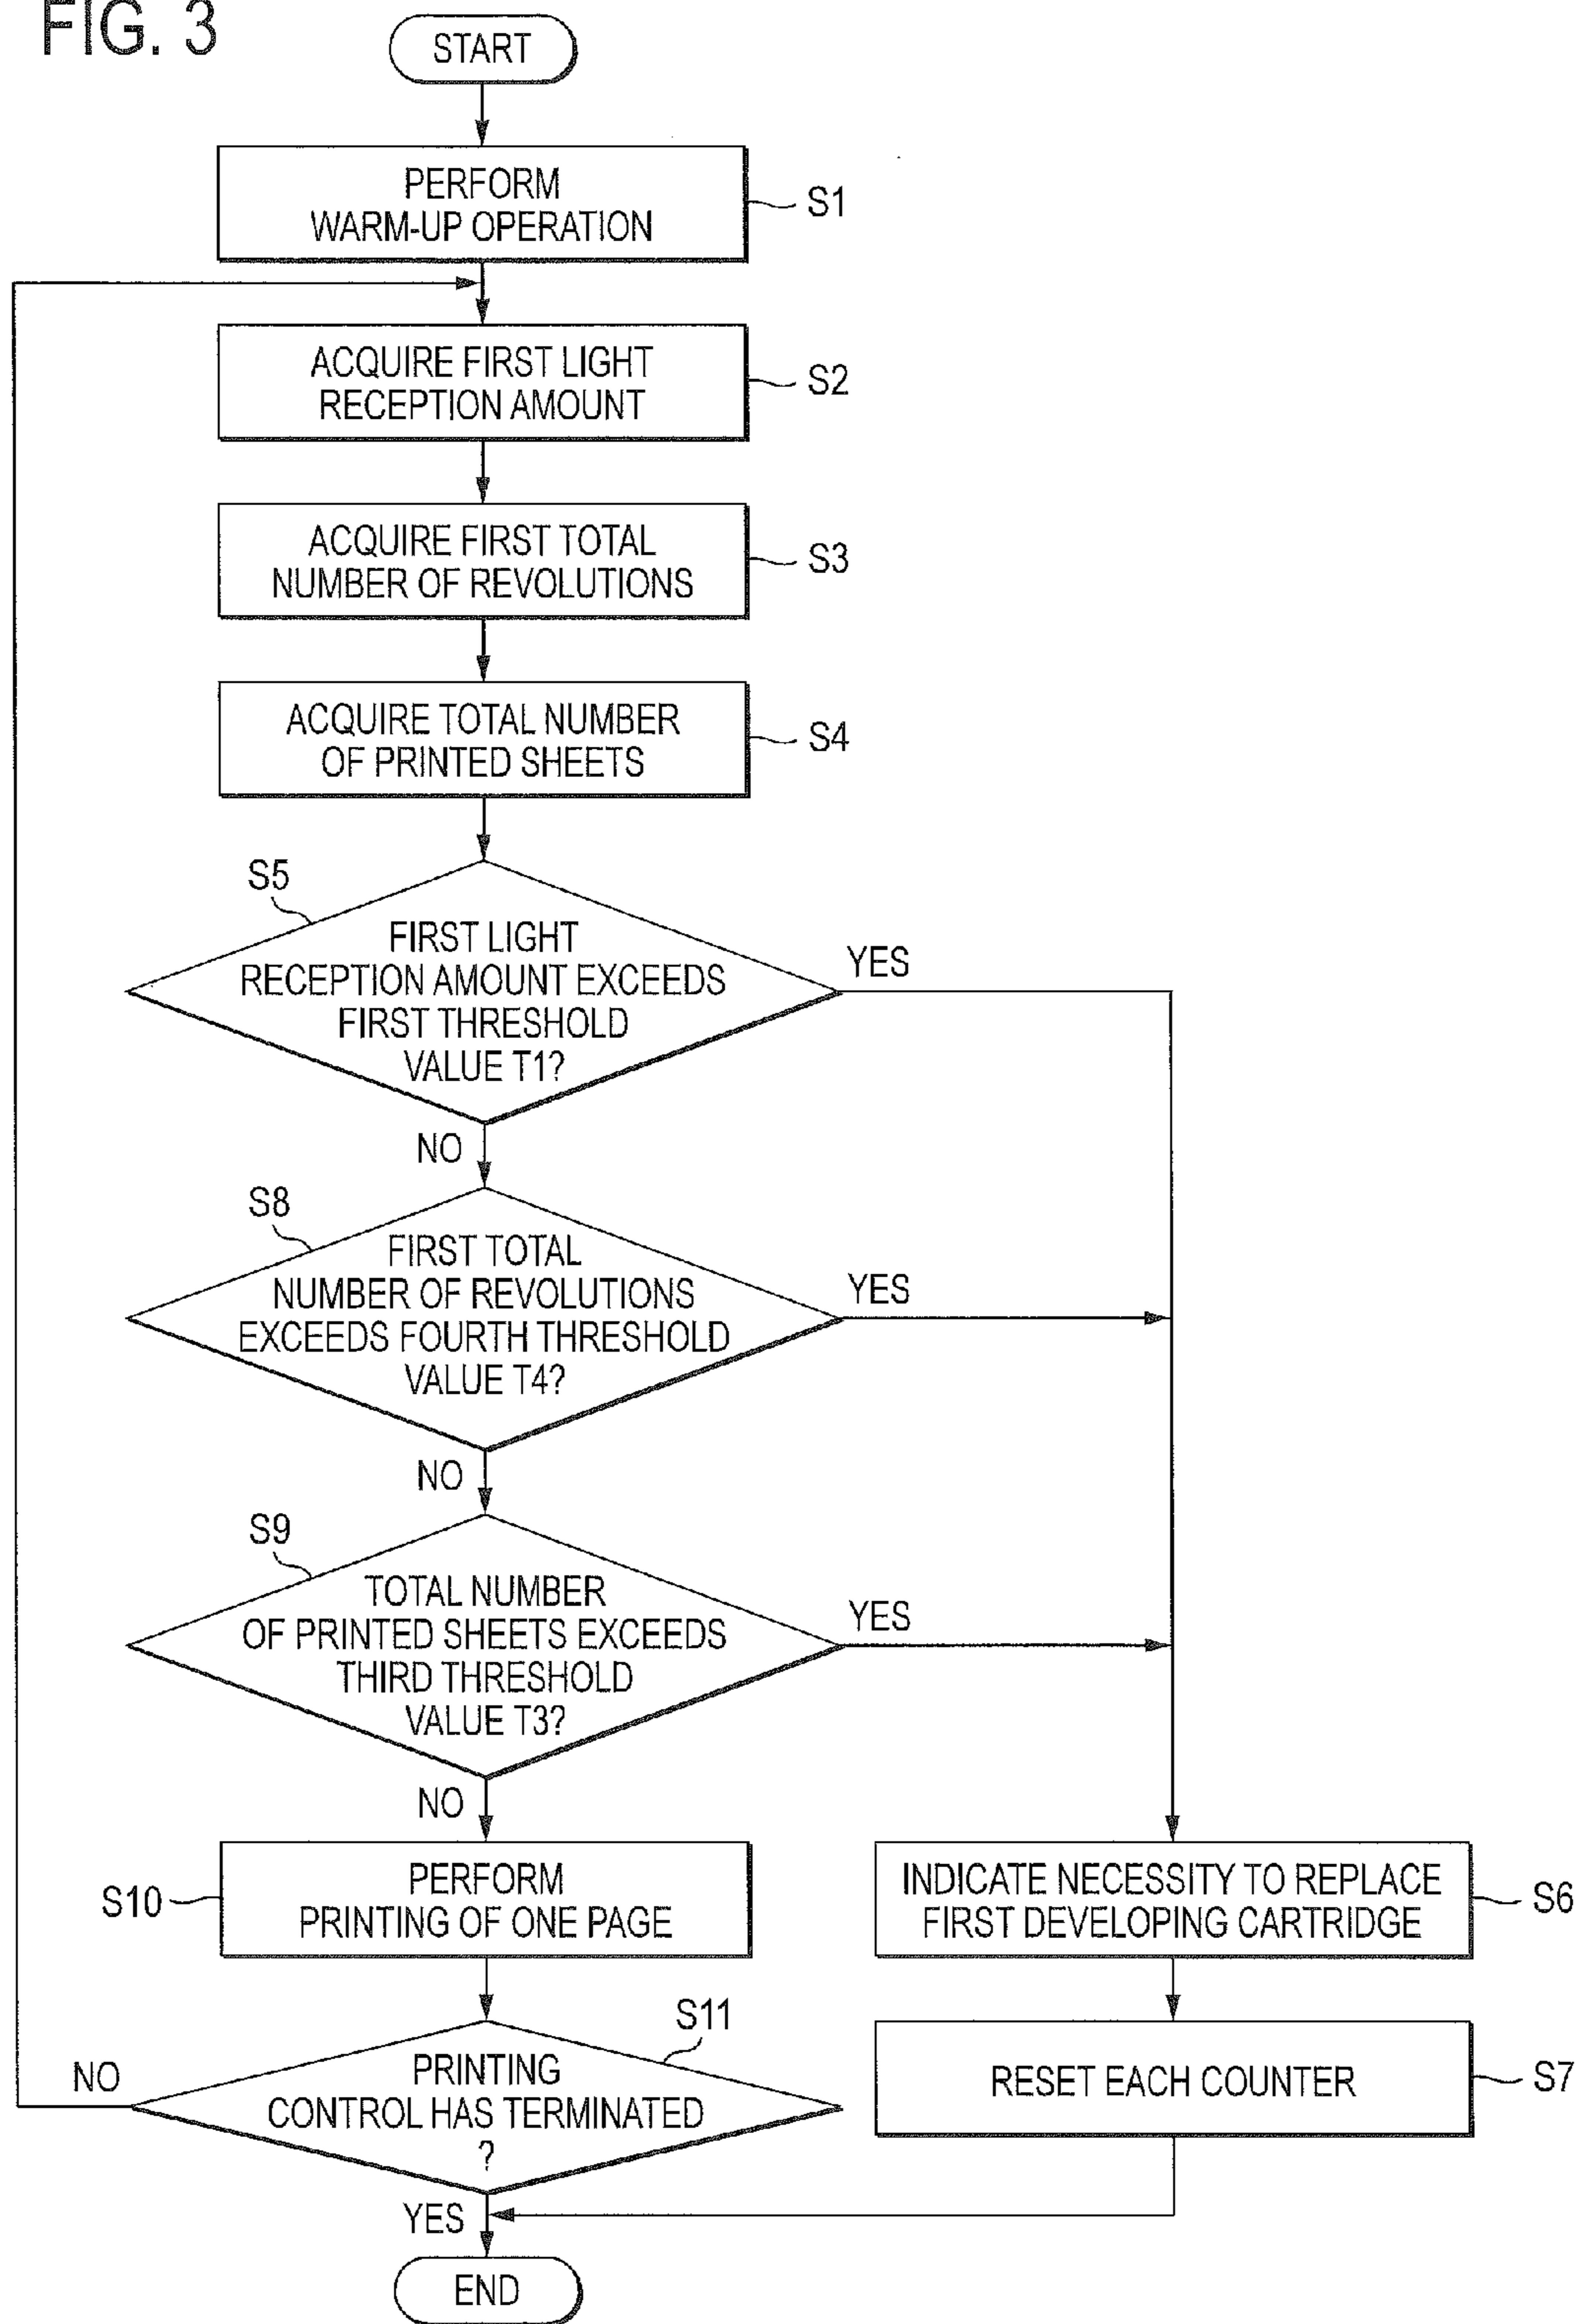 FIG. 3
START
PERFORM
WARM-UP OPERATION
S1
ACQUIRE FIRST LIGHT
RECEPTION AMOUNT
S2
ACQUIRE FIRST TOTAL
NUMBER OF REVOLUTIONS
S3
ACQUIRE TOTAL NUMBER
OF PRINTED SHEETS
S4
S5
FIRST LIGHT
RECEPTION AMOUNT EXCEEDS
FIRST THRESHOLD
VALUE T1?
YES
NO
S8
FIRST TOTAL
NUMBER OF REVOLUTIONS
EXCEEDS FOURTH THRESHOLD
VALUE T4?
YES
NO
S9
TOTAL NUMBER
OF PRINTED SHEETS EXCEEDS
THIRD THRESHOLD
VALUE T3?
YES
NO
S10
PERFORM
PRINTING OF ONE PAGE
INDICATE NECESSITY TO REPLACE
FIRST DEVELOPING CARTRIDGE
S6
S11
PRINTING
CONTROL HAS TERMINATED
?
NO
RESET EACH COUNTER
S7
YES
END